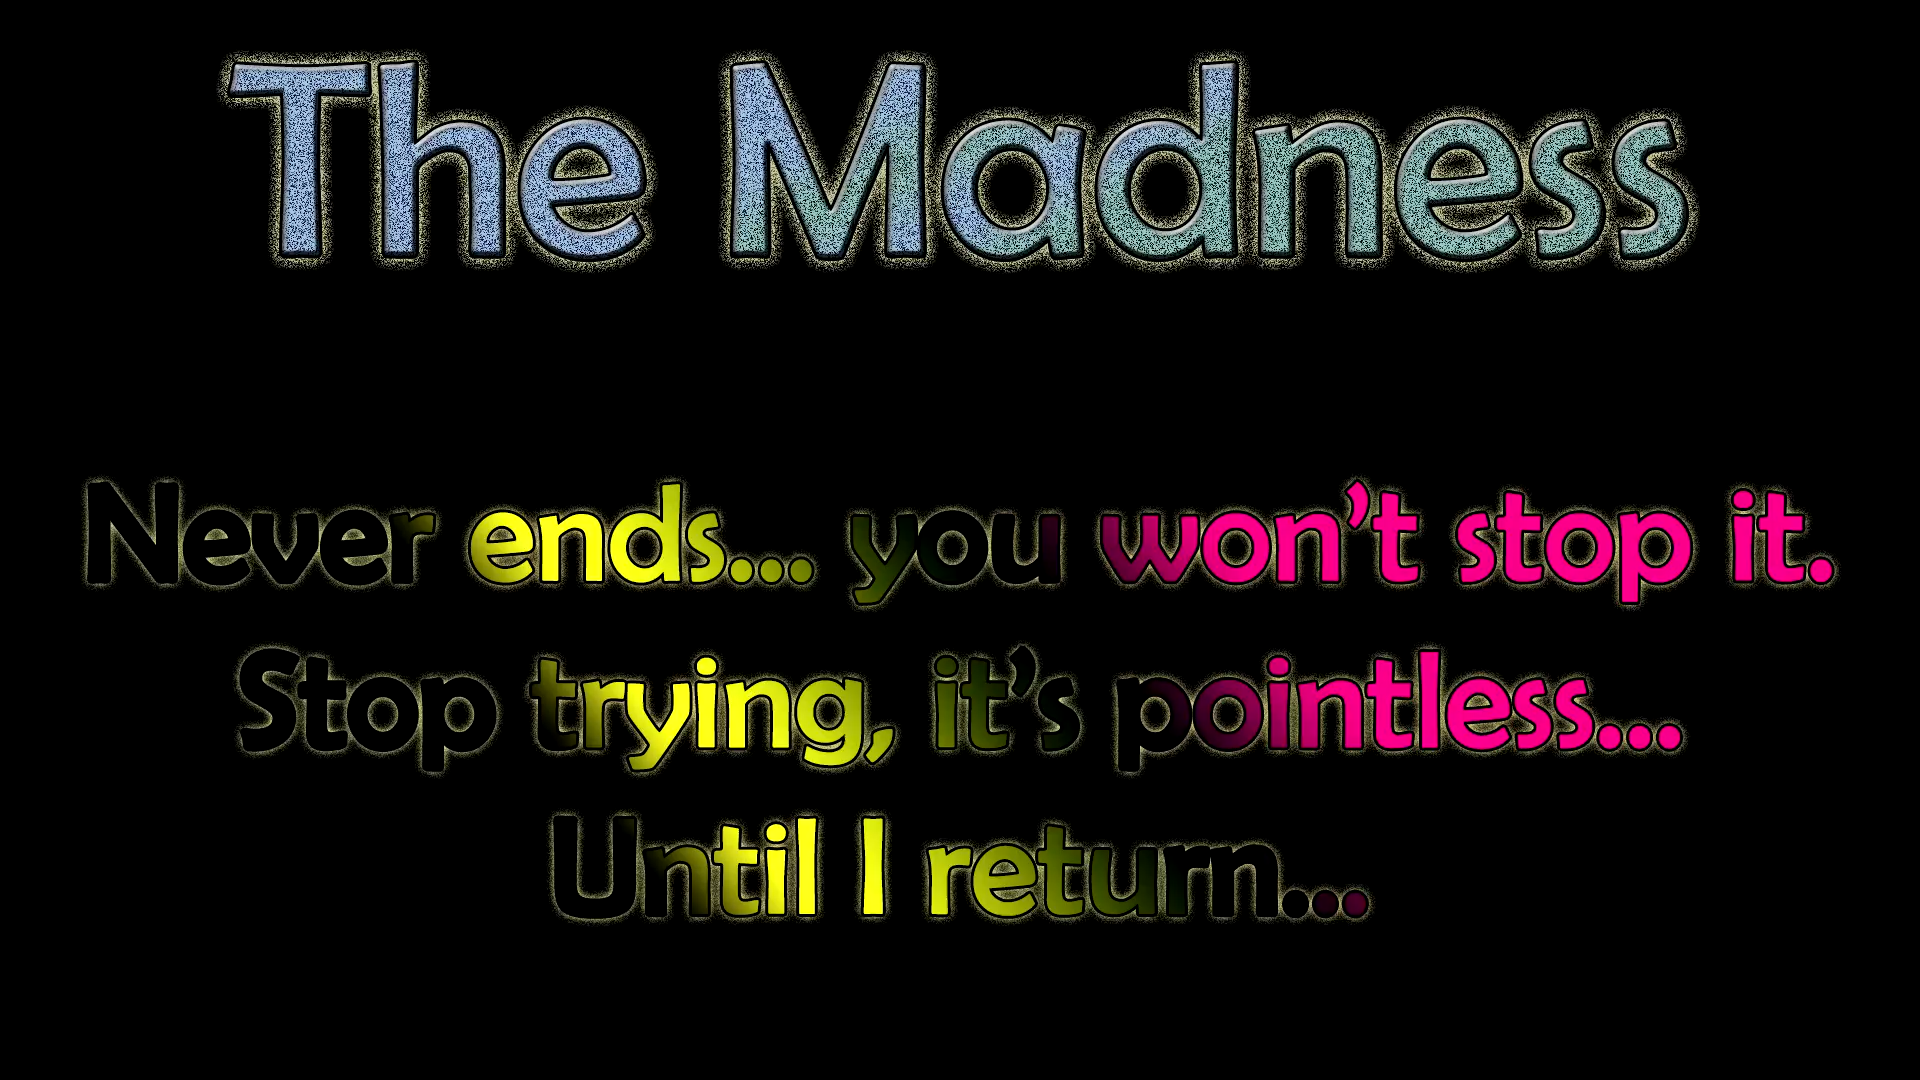 The Madness
Never ends... you won’t stop it.
Stop trying, it’s pointless...
Until I return...